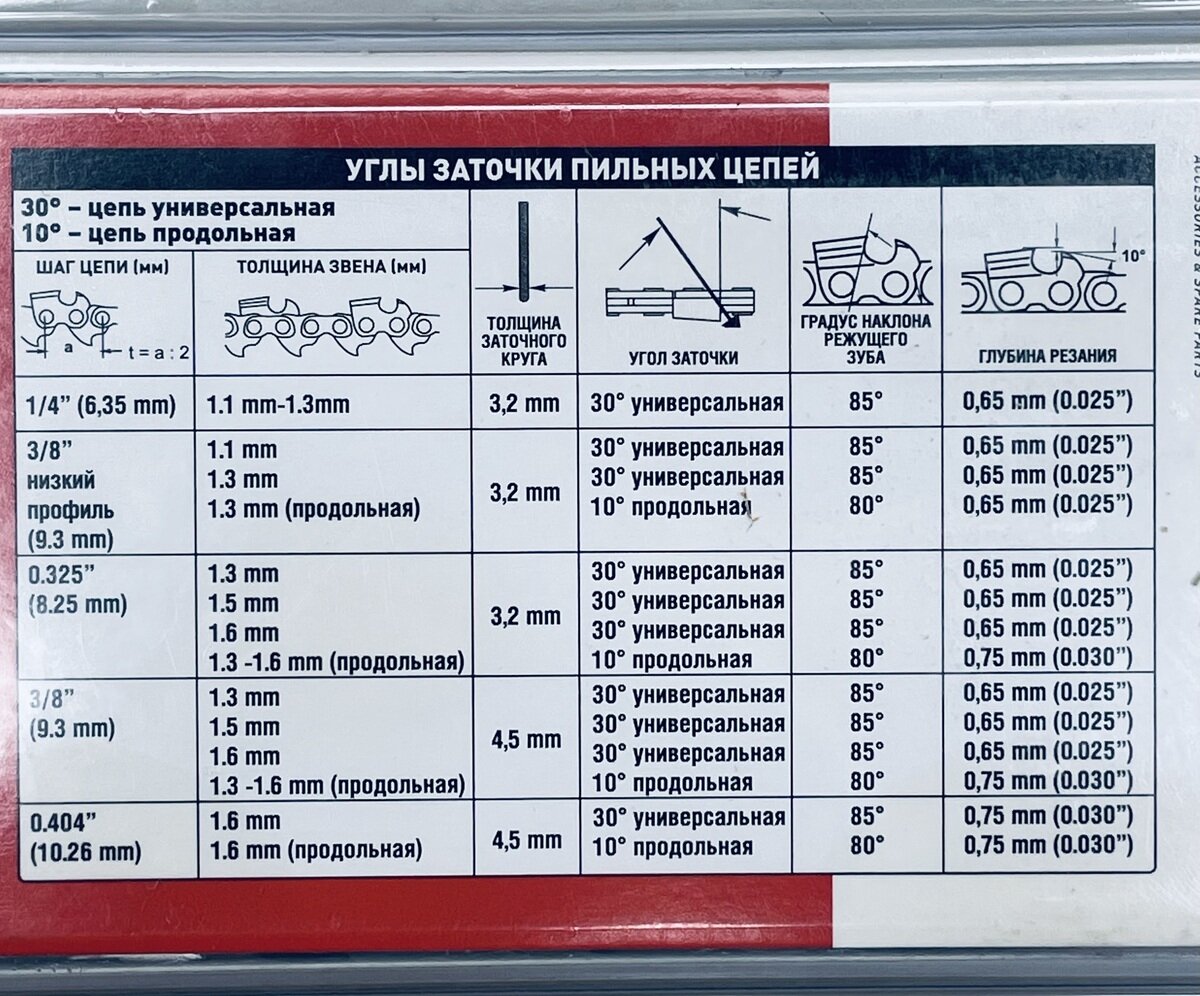 УГЛЫ ЗАТОЧКИ ПИЛЬНЫХ ЦЕПЕЙ
30° – цепь универсальная
10° – цепь продольная
ШАГ ЦЕПИ (мм)
a
t = a : 2
ТОЛЩИНА ЗВЕНА (мм)
ТОЛЩИНА
ЗАТОЧНОГО
КРУГА
УГОЛ ЗАТОЧКИ
ГРАДУС НАКЛОНА
РЕЖУЩЕГО
ЗУБА
10°
ГЛУБИНА РЕЗАНИЯ
1/4” (6,35 mm)
1.1 mm-1.3mm
3,2 mm
30° универсальная
85°
0,65 mm (0.025”)
3/8”
низкий
профиль
(9.3 mm)
1.1 mm
1.3 mm
1.3 mm (продольная)
3,2 mm
30° универсальная
30° универсальная
10° продольная
85°
85°
80°
0,65 mm (0.025”)
0,65 mm (0.025”)
0,65 mm (0.025”)
0.325”
(8.25 mm)
1.3 mm
1.5 mm
1.6 mm
1.3 -1.6 mm (продольная)
3,2 mm
30° универсальная
30° универсальная
30° универсальная
10° продольная
85°
85°
85°
80°
0,65 mm (0.025”)
0,65 mm (0.025”)
0,65 mm (0.025”)
0,75 mm (0.030”)
3/8”
(9.3 mm)
1.3 mm
1.5 mm
1.6 mm
1.3 -1.6 mm (продольная)
4,5 mm
30° универсальная
30° универсальная
30° универсальная
10° продольная
85°
85°
85°
80°
0,65 mm (0.025”)
0,65 mm (0.025”)
0,65 mm (0.025”)
0,75 mm (0.030”)
0.404”
(10.26 mm)
1.6 mm
1.6 mm (продольная)
4,5 mm
30° универсальная
10° продольная
85°
80°
0,75 mm (0.030”)
0,75 mm (0.030”)
ACCESSORIES & SPARE PARTS